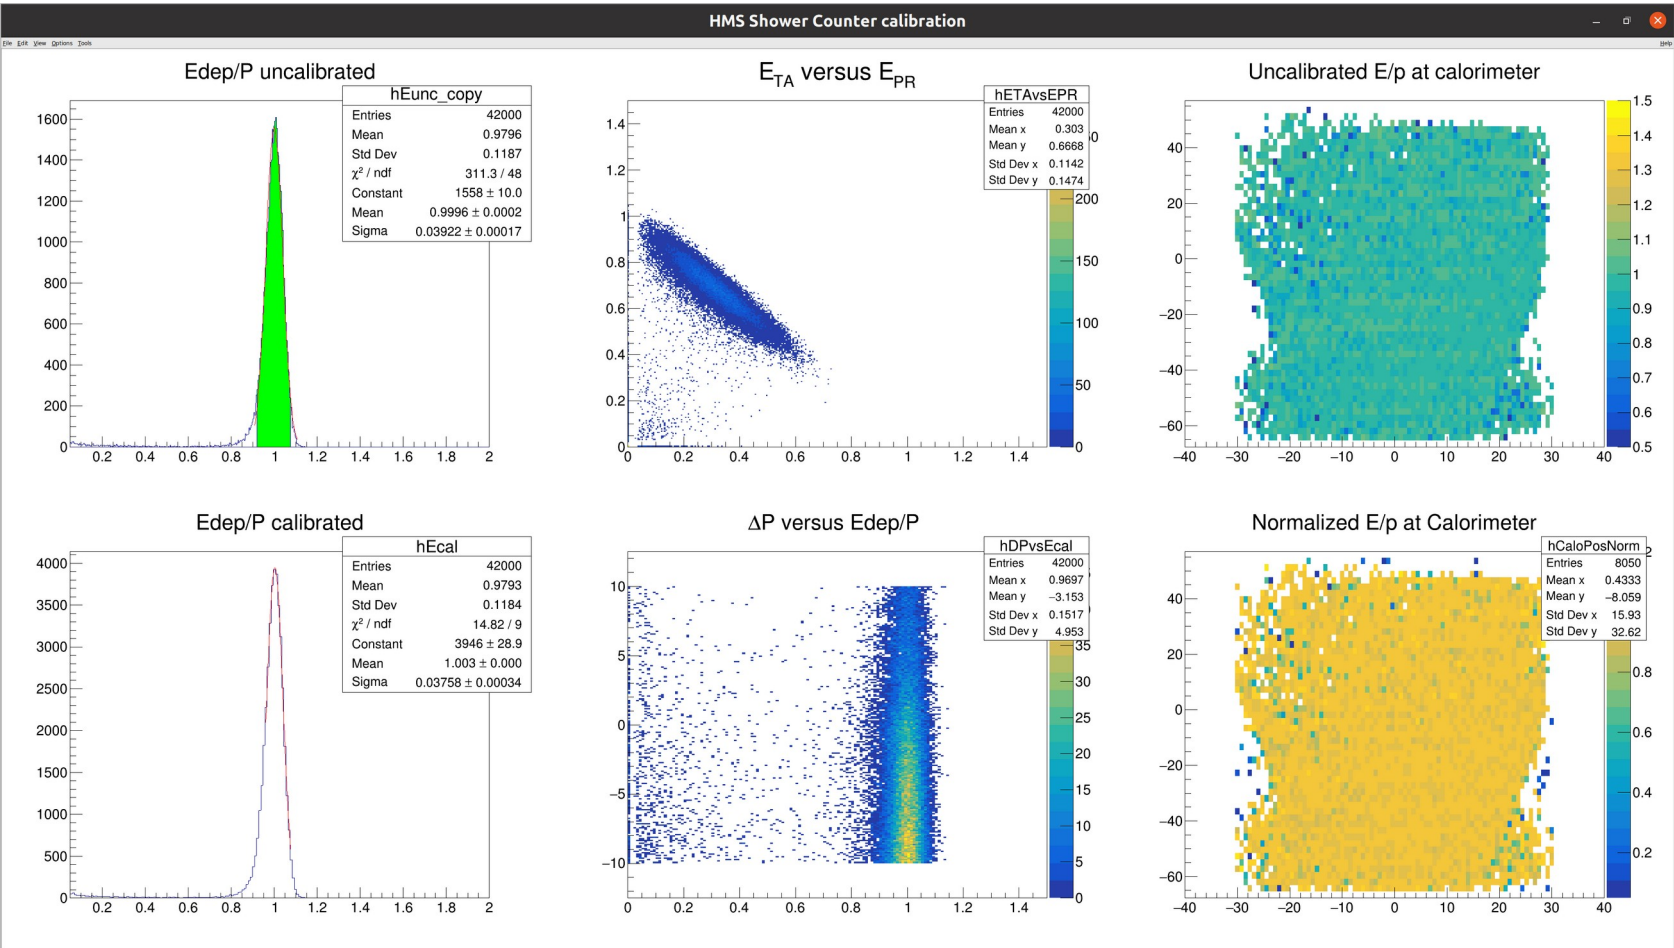 HMS Shower Counter calibration
File Edit View Options Tools Help
Edep/P uncalibrated
hEunc_copy
Entries 42000
Mean 0.9796
Std Dev 0.1187
χ² / ndf 311.3 / 48
Constant 1558 ± 10.0
Mean 0.9996 ± 0.0002
Sigma 0.03922 ± 0.00017
1600
1400
1200
1000
800
600
400
200
0
0.2 0.4 0.6 0.8 1 1.2 1.4 1.6 1.8 2
E_TA versus E_PR
hETAvsEPR
Entries 42000
Mean x 0.303
Mean y 0.6668
Std Dev x 0.1142
Std Dev y 0.1474
1.4
1.2
1
0.8
0.6
0.4
0.2
0
0 0.2 0.4 0.6 0.8 1 1.2 1.4
200
150
100
50
0
Uncalibrated E/p at calorimeter
40
20
0
−20
−40
−60
−40 −30 −20 −10 0 10 20 30 40
1.5
1.4
1.3
1.2
1.1
1
0.9
0.8
0.7
0.6
0.5
Edep/P calibrated
hEcal
Entries 42000
Mean 0.9793
Std Dev 0.1184
χ² / ndf 14.82 / 9
Constant 3946 ± 28.9
Mean 1.003 ± 0.000
Sigma 0.03758 ± 0.00034
4000
3500
3000
2500
2000
1500
1000
500
0
0.2 0.4 0.6 0.8 1 1.2 1.4 1.6 1.8 2
ΔP versus Edep/P
hDPvsEcal
Entries 42000
Mean x 0.9697
Mean y −3.153
Std Dev x 0.1517
Std Dev y 4.953
10
5
0
−5
−10
0 0.2 0.4 0.6 0.8 1 1.2 1.4
35
30
25
20
15
10
5
0
Normalized E/p at Calorimeter
hCaloPosNorm
Entries 8050
Mean x 0.4333
Mean y −8.059
Std Dev x 15.93
Std Dev y 32.62
40
20
0
−20
−40
−60
−40 −30 −20 −10 0 10 20 30 40
0.8
0.6
0.4
0.2